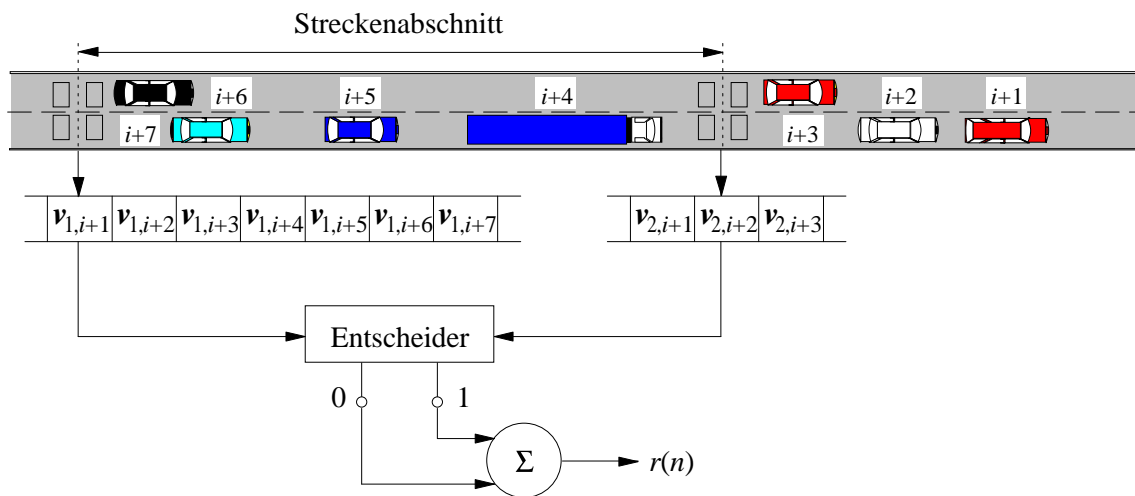 Streckenabschnitt
i+6 i+5 i+4 i+2 i+1
i+7 i+3
v1,i+1 v1,i+2 v1,i+3 v1,i+4 v1,i+5 v1,i+6 v1,i+7 v2,i+1 v2,i+2 v2,i+3
Entscheider
0 1
Σ r(n)